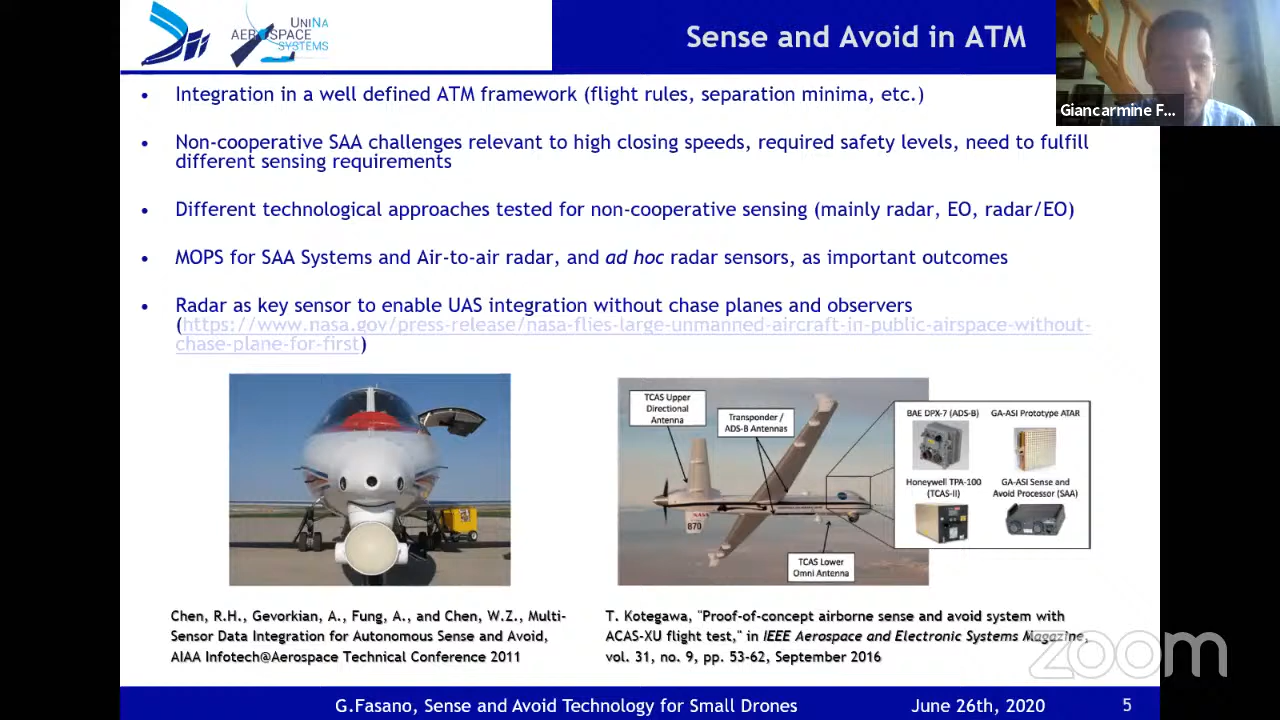 UNINA
AEROSPACE
SYSTEMS
Sense and Avoid in ATM
Giancarmine F...
• Integration in a well defined ATM framework (flight rules, separation minima, etc.)
• Non-cooperative SAA challenges relevant to high closing speeds, required safety levels, need to fulfill
different sensing requirements
• Different technological approaches tested for non-cooperative sensing (mainly radar, EO, radar/EO)
• MOPS for SAA Systems and Air-to-air radar, and ad hoc radar sensors, as important outcomes
• Radar as key sensor to enable UAS integration without chase planes and observers
(https://www.nasa.gov/press-release/nasa-flies-large-unmanned-aircraft-in-public-airspace-without-
chase-plane-for-first)
TCAS Upper
Directional
Antenna
Transponder /
ADS-B Antennas
NASA
870
TCAS Lower
Omni Antenna
BAE DPX-7 (ADS-B)
GA-ASI Prototype ATAR
Honeywell TPA-100
(TCAS-II)
GA-ASI Sense and
Avoid Processor (SAA)
Chen, R.H., Gevorkian, A., Fung, A., and Chen, W.Z., Multi-
Sensor Data Integration for Autonomous Sense and Avoid,
AIAA Infotech@Aerospace Technical Conference 2011
T. Kotegawa, "Proof-of-concept airborne sense and avoid system with
ACAS-XU flight test," in IEEE Aerospace and Electronic Systems Magazine,
vol. 31, no. 9, pp. 53-62, September 2016
zoom
G.Fasano, Sense and Avoid Technology for Small Drones
June 26th, 2020
5